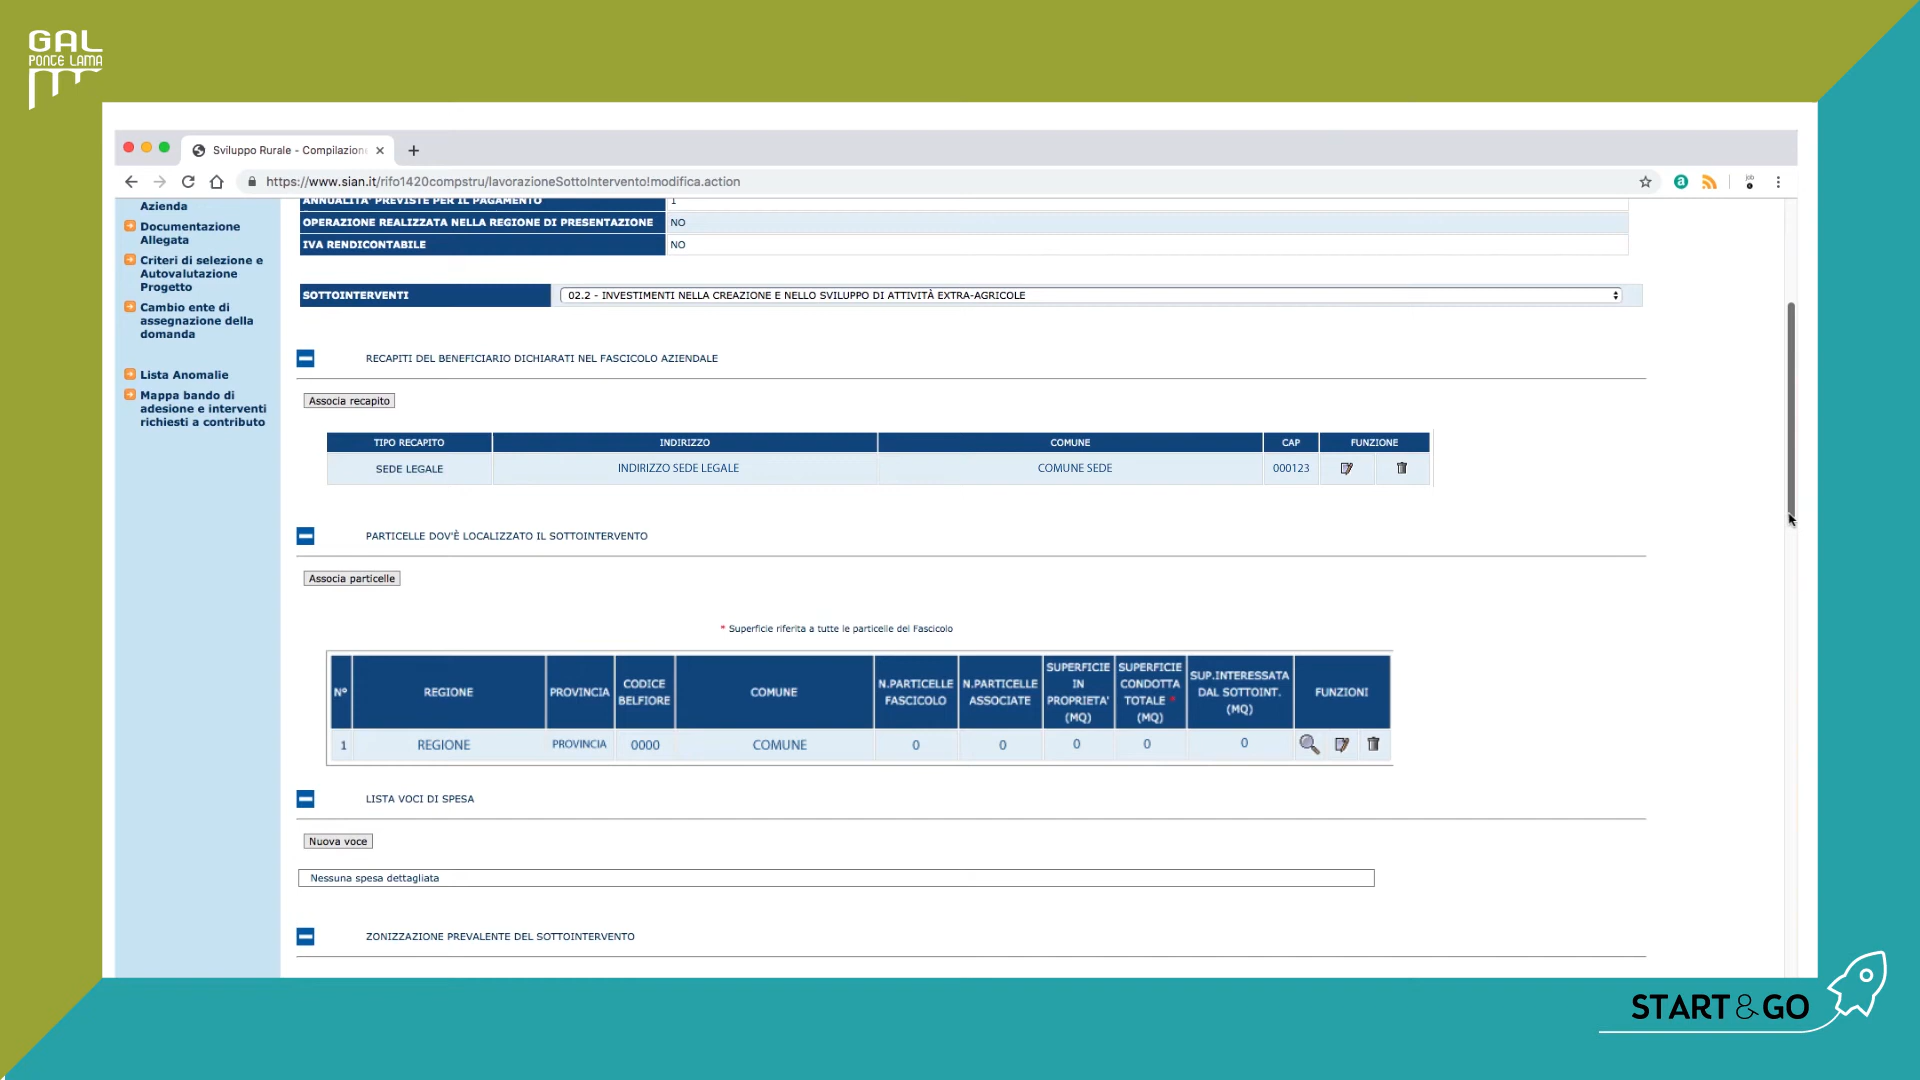 GAL
PONTE LAMA
Sviluppo Rurale - Compilazion
https://www.sian.it/rifo1420compstru/lavorazioneSottoIntervento!modifica.action
job
Azienda
Documentazione
Allegata
Criteri di selezione e
Autovalutazione
Progetto
Cambio ente di
assegnazione della
domanda
Lista Anomalie
Mappa bando di
adesione e interventi
richiesti a contributo
ANNUALITA' PREVISTE PER IL PAGAMENTO 1
OPERAZIONE REALIZZATA NELLA REGIONE DI PRESENTAZIONE NO
IVA RENDICONTABILE NO
SOTTOINTERVENTI 02.2 - INVESTIMENTI NELLA CREAZIONE E NELLO SVILUPPO DI ATTIVITÀ EXTRA-AGRICOLE
RECAPITI DEL BENEFICIARIO DICHIARATI NEL FASCICOLO AZIENDALE
Associa recapito
TIPO RECAPITO INDIRIZZO COMUNE CAP FUNZIONE
SEDE LEGALE INDIRIZZO SEDE LEGALE COMUNE SEDE 000123
PARTICELLE DOV'È LOCALIZZATO IL SOTTOINTERVENTO
Associa particelle
* Superficie riferita a tutte le particelle del Fascicolo
N° REGIONE PROVINCIA CODICE BELFIORE COMUNE N.PARTICELLE FASCICOLO N.PARTICELLE ASSOCIATE SUPERFICIE IN PROPRIETA' (MQ) SUPERFICIE CONDOTTA TOTALE * (MQ) SUP.INTERESSATA DAL SOTTOINT. (MQ) FUNZIONI
1 REGIONE PROVINCIA 0000 COMUNE 0 0 0 0 0
LISTA VOCI DI SPESA
Nuova voce
Nessuna spesa dettagliata
ZONIZZAZIONE PREVALENTE DEL SOTTOINTERVENTO
START&GO